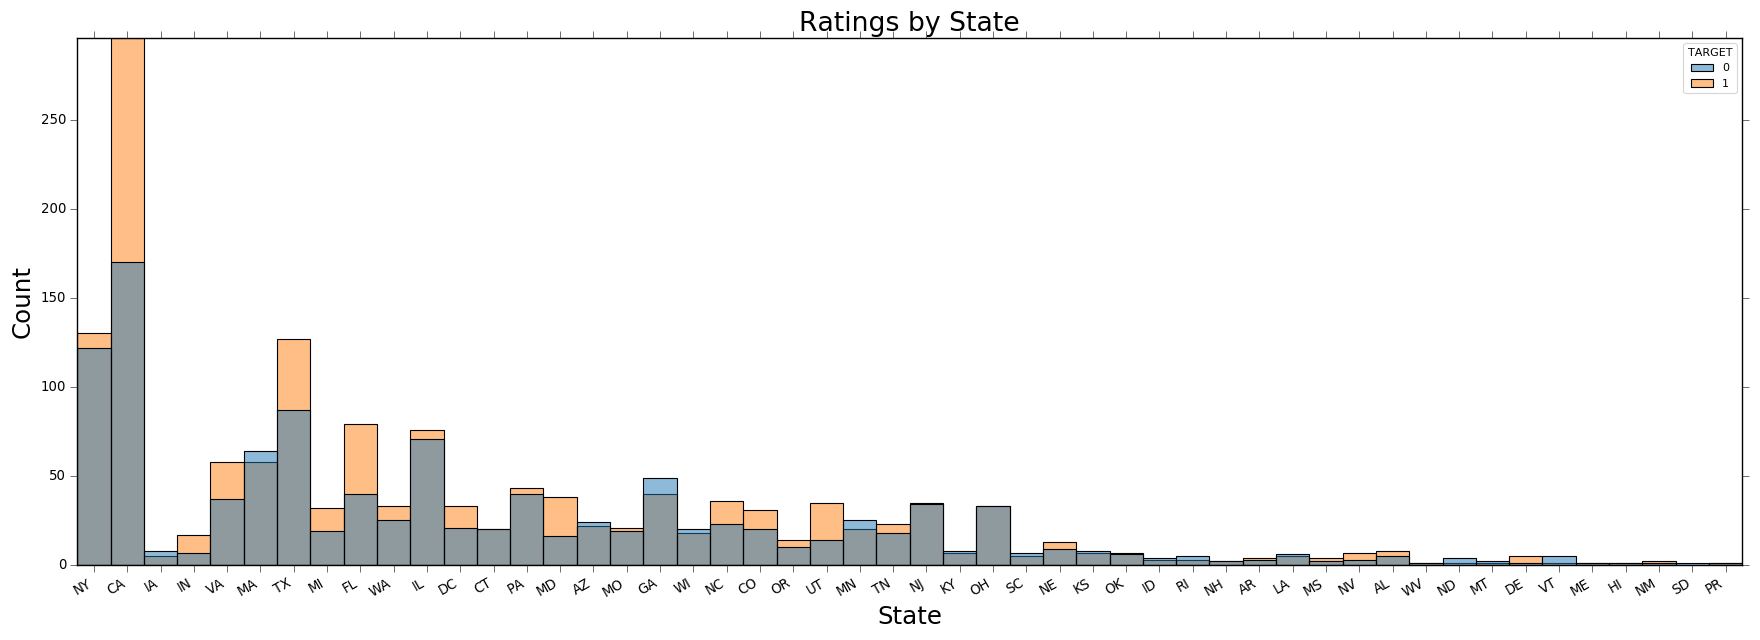 Ratings by State
TARGET
0
1
250
200
150
100
50
0
Count
NY CA IA IN VA MA TX MI FL WA IL DC CT PA MD AZ MO GA WI NC CO OR UT MN TN NJ KY OH SC NE KS OK ID RI NH AR LA MS NV AL WV ND MT DE VT ME HI NM SD PR
State